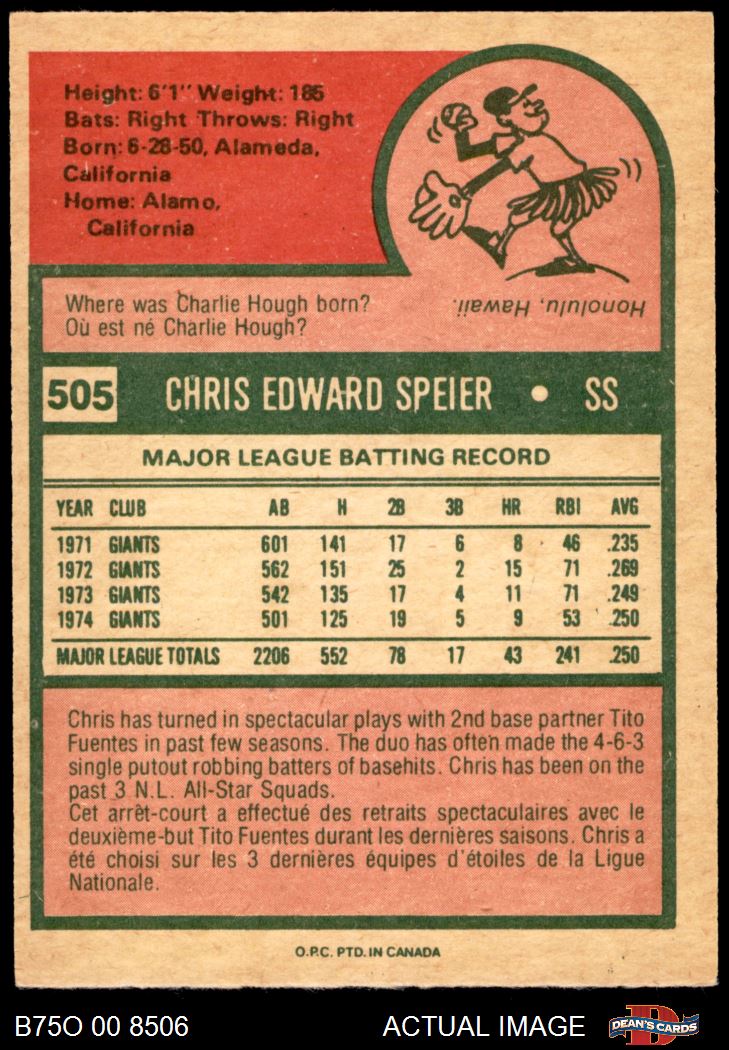 Height: 6'1" Weight: 185
Bats: Right Throws: Right
Born: 6-28-50, Alameda,
California
Home: Alamo,
California
Where was Charlie Hough born?
Où est né Charlie Hough?
Honolulu, Hawaii.
505 CHRIS EDWARD SPEIER • SS
MAJOR LEAGUE BATTING RECORD
YEAR CLUB AB H 2B 3B HR RBI AVG
1971 GIANTS 601 141 17 6 8 46 .235
1972 GIANTS 562 151 25 2 15 71 .269
1973 GIANTS 542 135 17 4 11 71 .249
1974 GIANTS 501 125 19 5 9 53 .250
MAJOR LEAGUE TOTALS 2206 552 78 17 43 241 .250
Chris has turned in spectacular plays with 2nd base partner Tito
Fuentes in past few seasons. The duo has often made the 4-6-3
single putout robbing batters of basehits. Chris has been on the
past 3 N.L. All-Star Squads.
Cet arrêt-court a effectué des retraits spectaculaires avec le
deuxième-but Tito Fuentes durant les dernières saisons. Chris a
été choisi sur les 3 dernières équipes d'étoiles de la Ligue
Nationale.
O.P.C. PTD. IN CANADA
B75O 00 8506 ACTUAL IMAGE DEAN'S CARDS